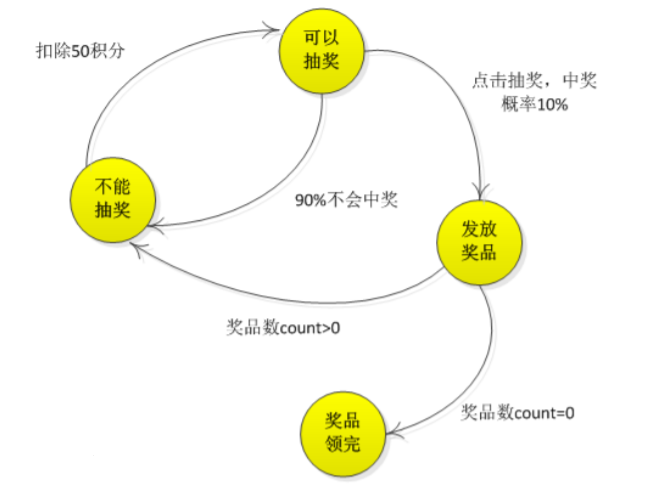 可以
抽奖
扣除50积分
点击抽奖，中奖
概率10%
不能
抽奖
90%不会中奖
发放
奖品
奖品数count>0
奖品数count=0
奖品
领完